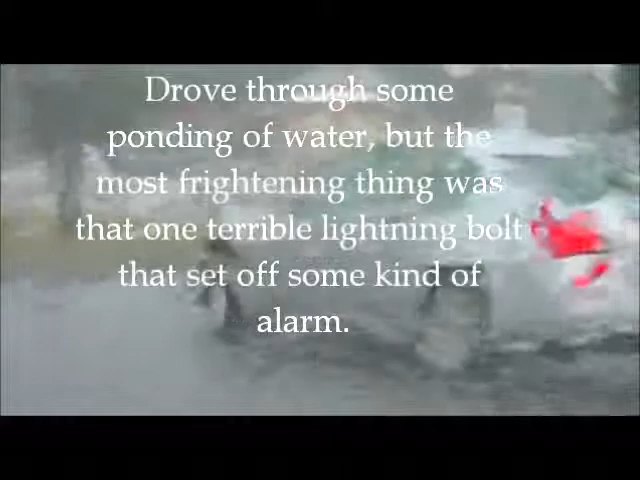 Drove through some
ponding of water, but the
most frightening thing was
that one terrible lightning bolt
that set off some kind of
alarm.